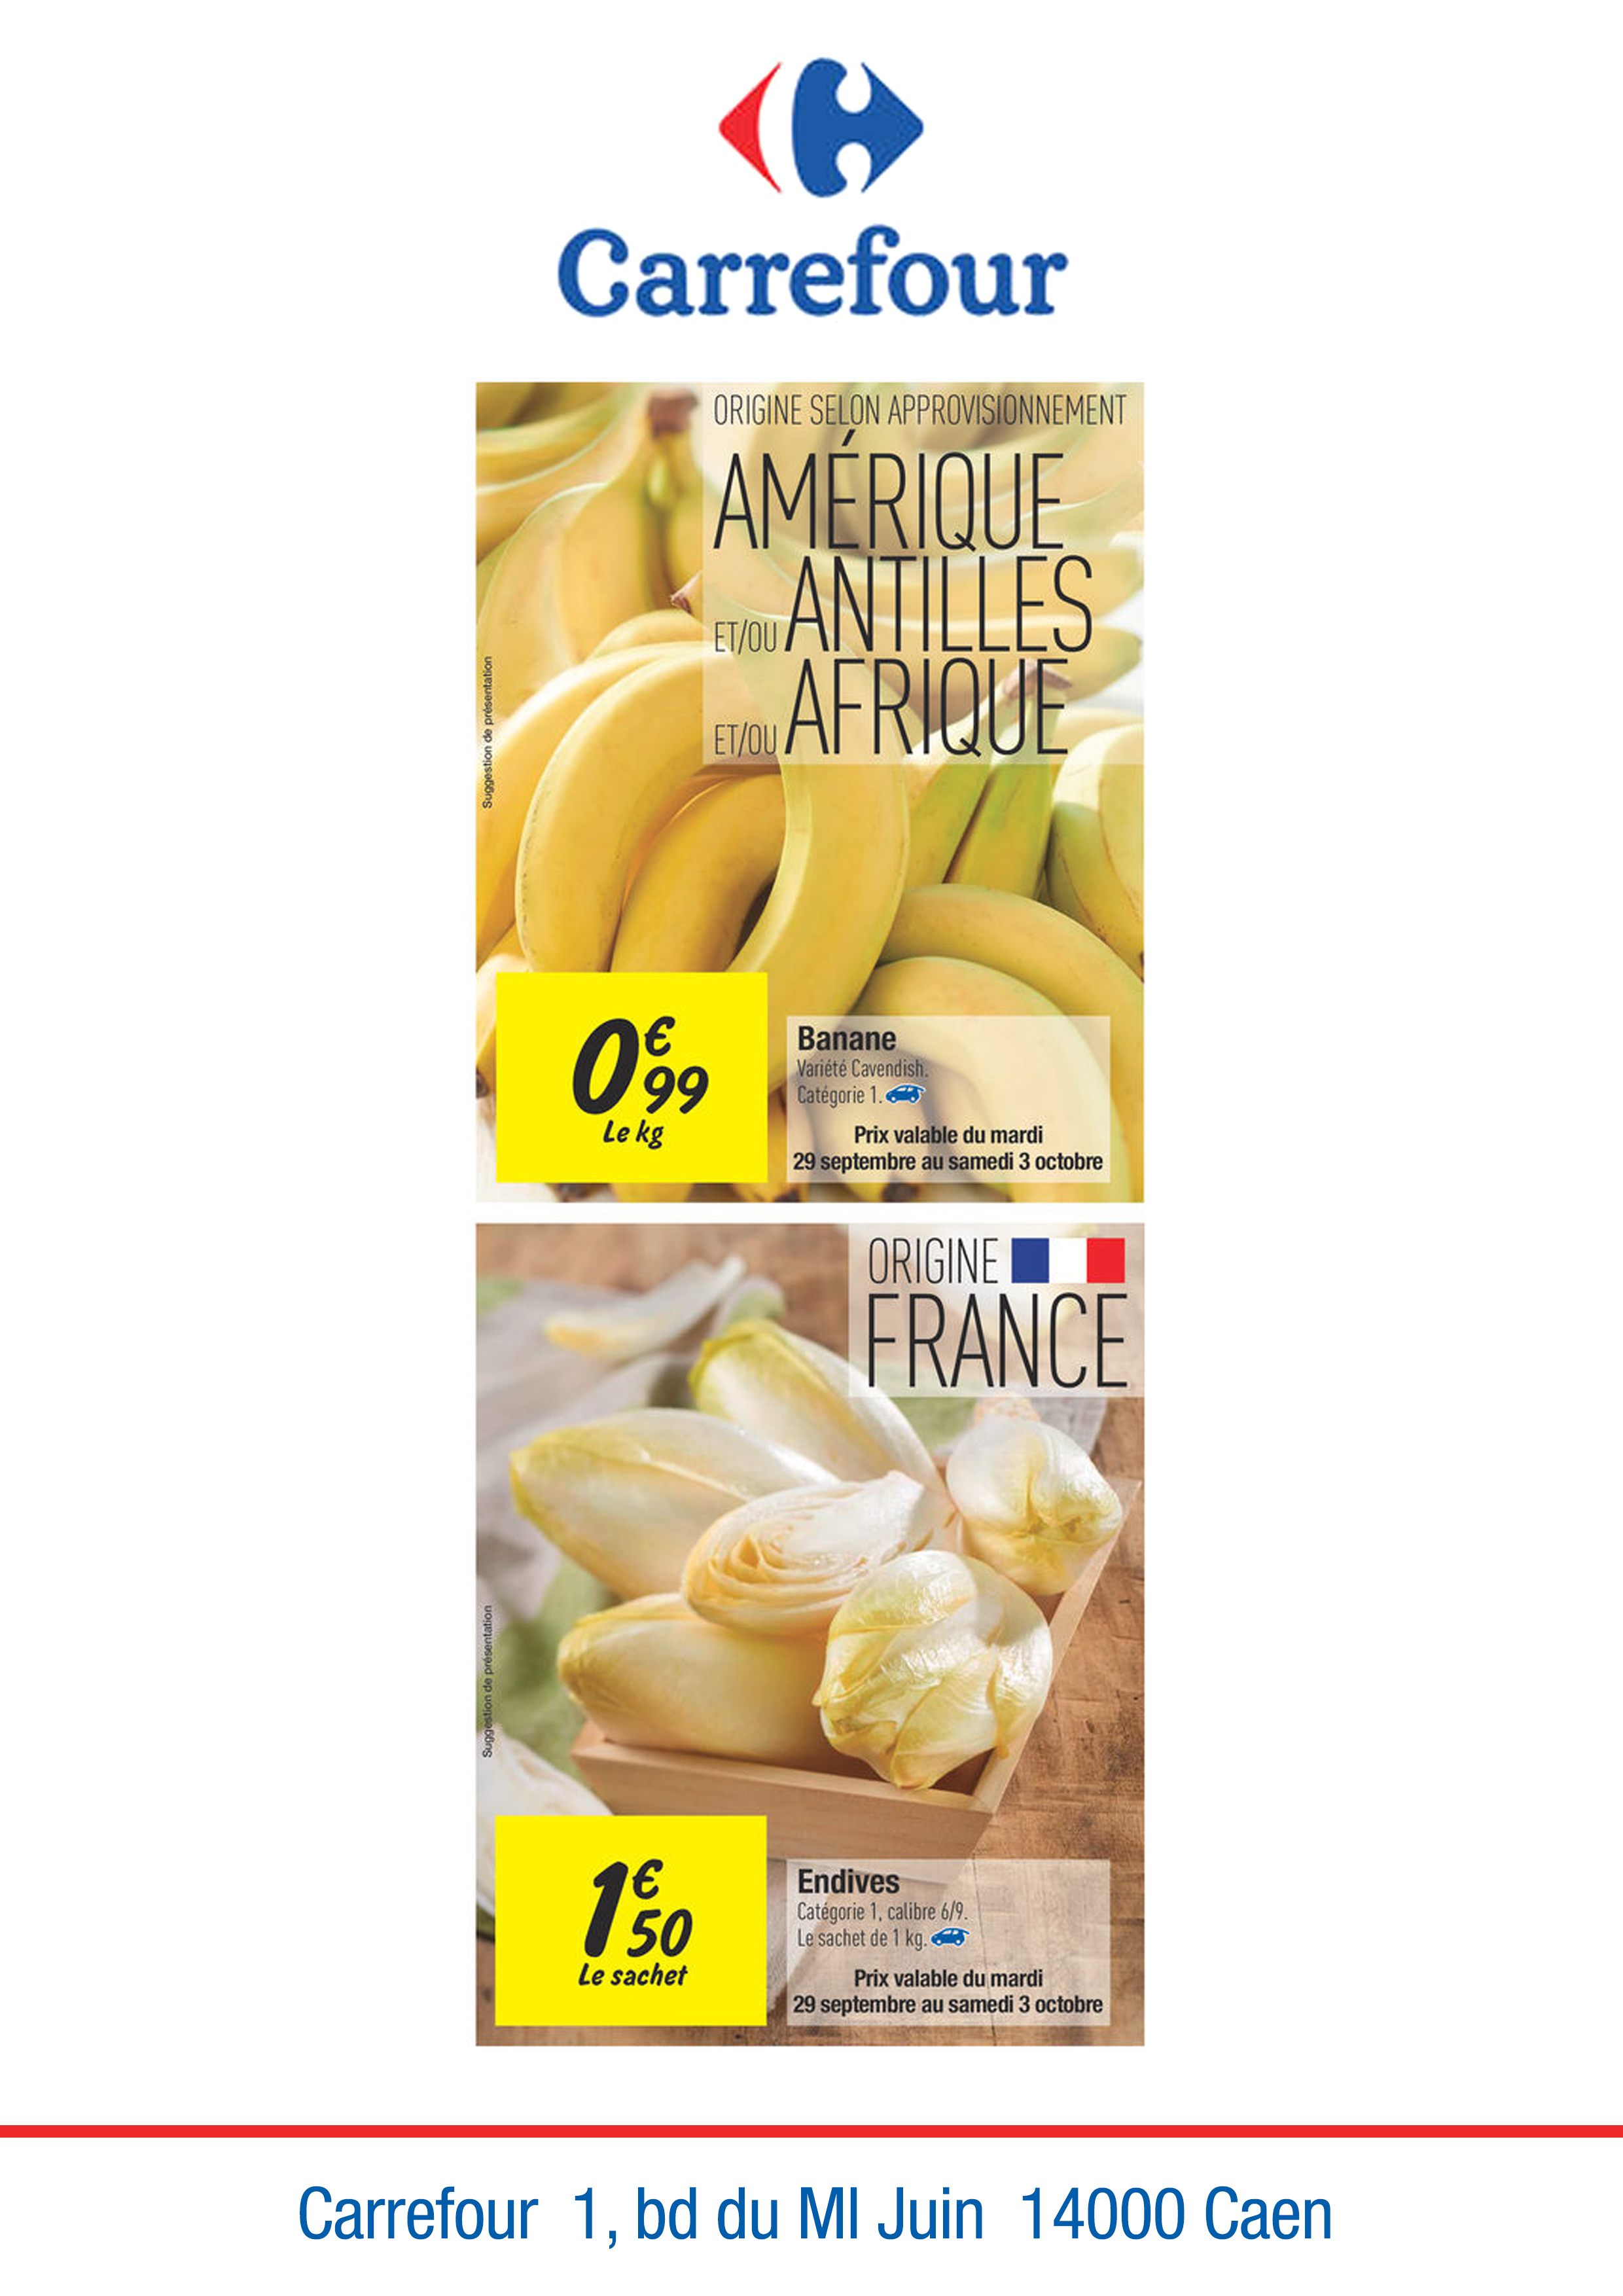 Carrefour
ORIGINE SELON APPROVISIONNEMENT
AMÉRIQUE
ET/OU ANTILLES
ET/OU AFRIQUE
Suggestion de présentation
0€99
Le kg
Banane
Variété Cavendish.
Catégorie 1.
Prix valable du mardi
29 septembre au samedi 3 octobre
ORIGINE
FRANCE
Suggestion de présentation
1€50
Le sachet
Endives
Catégorie 1, calibre 6/9.
Le sachet de 1 kg.
Prix valable du mardi
29 septembre au samedi 3 octobre
Carrefour 1, bd du Ml Juin 14000 Caen